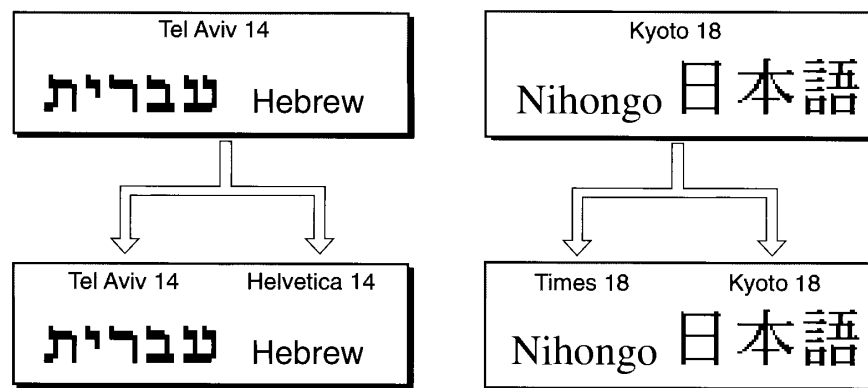 Tel Aviv 14
עברית Hebrew
Kyoto 18
Nihongo 日本語
Tel Aviv 14 Helvetica 14
עברית Hebrew
Times 18 Kyoto 18
Nihongo 日本語